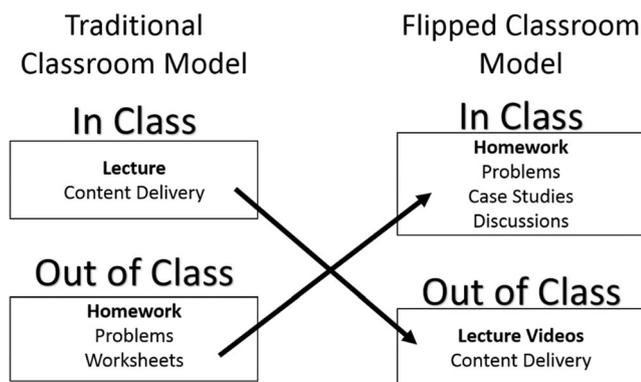 Traditional
Classroom Model
In Class
Lecture
Content Delivery
Out of Class
Homework
Problems
Worksheets
Flipped Classroom
Model
In Class
Homework
Problems
Case Studies
Discussions
Out of Class
Lecture Videos
Content Delivery